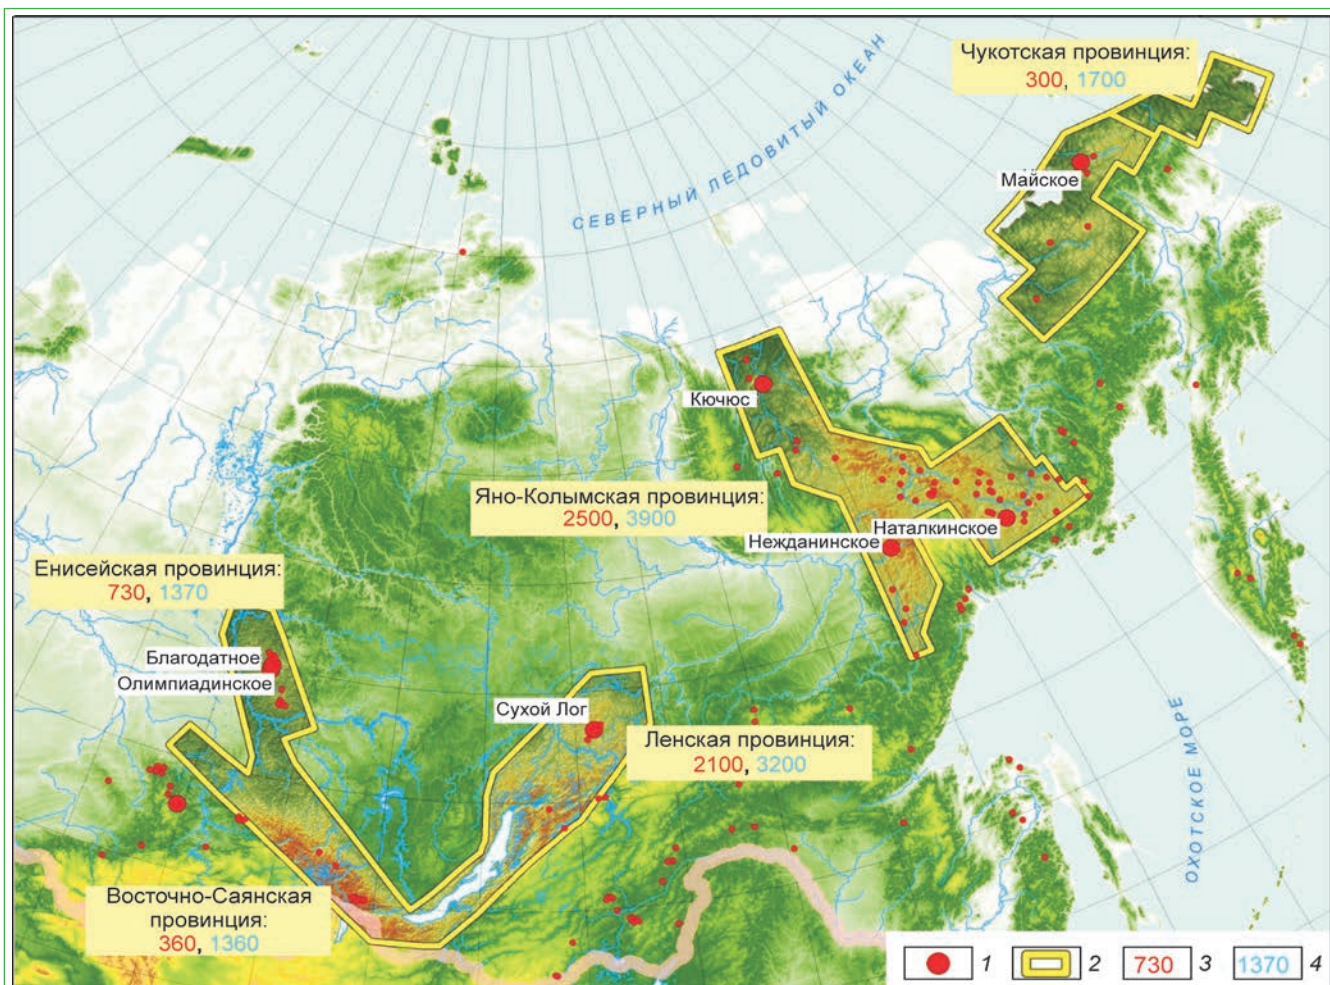 Чукотская провинция:
300, 1700
СЕВЕРНЫЙ ЛЕДОВИТЫЙ ОКЕАН
Майское
Кючюс
Яно-Колымская провинция:
2500, 3900
Наталкинское
Нежданинское
Енисейская провинция:
730, 1370
Благодатное
Олимпиадинское
Сухой Лог
Ленская провинция:
2100, 3200
ОХОТСКОЕ МОРЕ
Восточно-Саянская
провинция:
360, 1360
1 2 730 3 1370 4